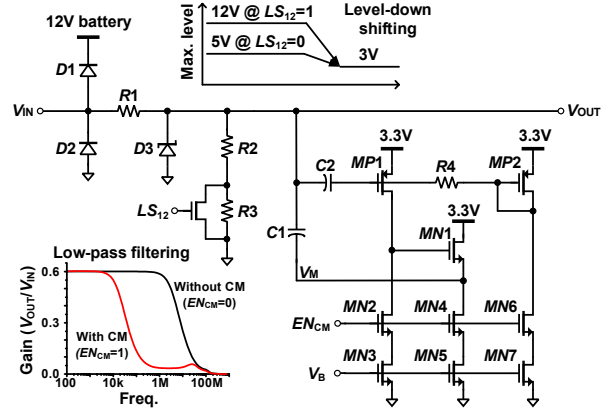 12V battery
D1
V_IN
R1
D2
D3
R2
LS12
R3
Max. level
12V @ LS12=1
5V @ LS12=0
Level-down
shifting
3V
VOUT
3.3V
3.3V
C2
MP1
R4
MP2
3.3V
C1
MN1
VM
MN2
MN4
MN6
ENCM
MN3
MN5
MN7
VB
Low-pass filtering
Gain (VOUT/VIN)
0.6
0.3
0.0
Without CM
(ENCM=0)
With CM
(ENCM=1)
100
10k
1M
100M
Freq.